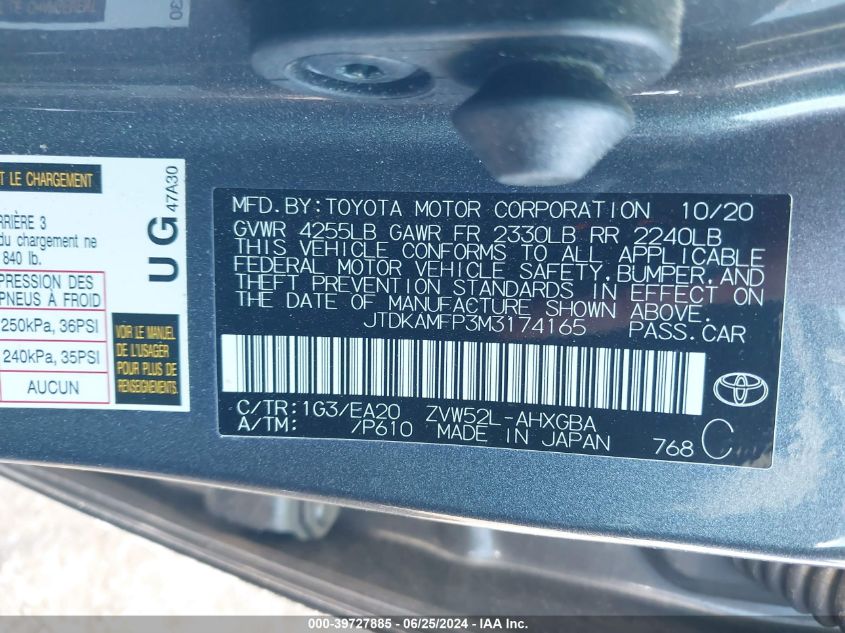 ET LE CHARGEMENT
RRIÈRE 3
du chargement ne
840 lb.
PRESSION DES
PNEUS À FROID
250kPa, 36PSI
240kPa, 35PSI
AUCUN
UG
47A30
VOIR LE MANUEL
DE L'USAGER
POUR PLUS DE
RENSEIGNEMENTS.
MFD.BY:TOYOTA MOTOR CORPORATION 10/20
GVWR 4255LB GAWR FR 2330LB RR 2240LB
THIS VEHICLE CONFORMS TO ALL APPLICABLE
FEDERAL MOTOR VEHICLE SAFETY,BUMPER,AND
THEFT PREVENTION STANDARDS IN EFFECT ON
THE DATE OF MANUFACTURE SHOWN ABOVE.
JTDKAMFP3M3174165 PASS.CAR
C/TR:1G3/EA20 ZVW52L-AHXGBA
A/TM: /P610 MADE IN JAPAN 768 C
000-39727885 - 06/25/2024 - IAA Inc.